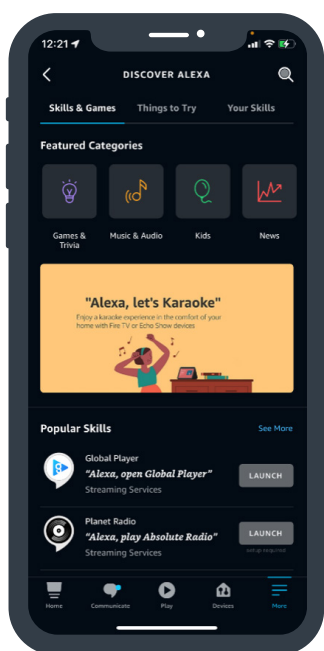 12:21
DISCOVER ALEXA
Skills & Games Things to Try Your Skills
Featured Categories
Games &
Trivia
Music & Audio
Kids
News
"Alexa, let's Karaoke"
Enjoy a karaoke experience in the comfort of your
home with Fire TV or Echo Show devices
Popular Skills See More
Global Player
“Alexa, open Global Player”
Streaming Services
LAUNCH
Planet Radio
“Alexa, play Absolute Radio”
Streaming Services
LAUNCH
setup required
Home Communicate Play Devices More